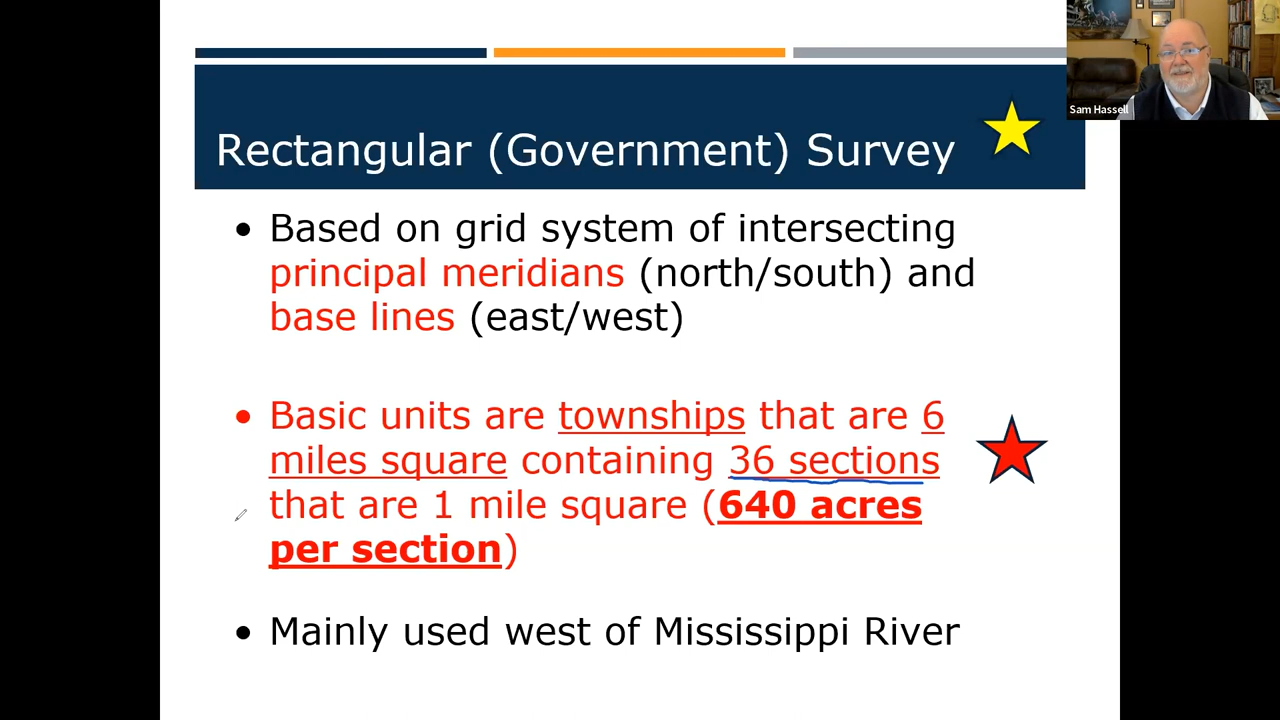 Sam Hassell
Rectangular (Government) Survey
• Based on grid system of intersecting
principal meridians (north/south) and
base lines (east/west)
• Basic units are townships that are 6
miles square containing 36 sections
that are 1 mile square (640 acres
per section)
• Mainly used west of Mississippi River